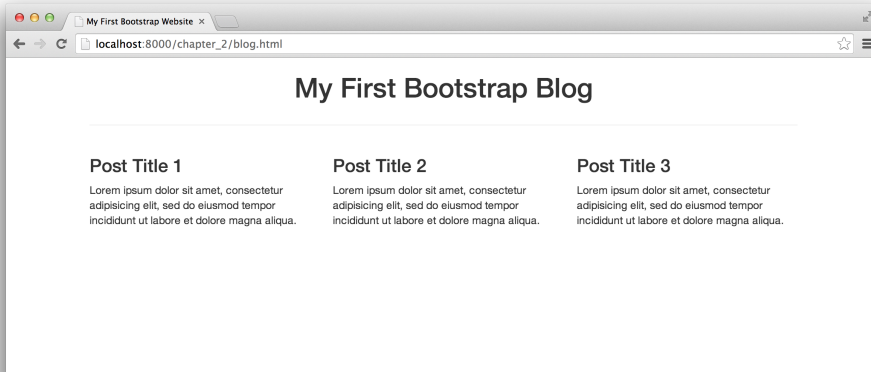 My First Bootstrap Website
localhost:8000/chapter_2/blog.html
My First Bootstrap Blog
Post Title 1
Lorem ipsum dolor sit amet, consectetur
adipisicing elit, sed do eiusmod tempor
incididunt ut labore et dolore magna aliqua.
Post Title 2
Lorem ipsum dolor sit amet, consectetur
adipisicing elit, sed do eiusmod tempor
incididunt ut labore et dolore magna aliqua.
Post Title 3
Lorem ipsum dolor sit amet, consectetur
adipisicing elit, sed do eiusmod tempor
incididunt ut labore et dolore magna aliqua.